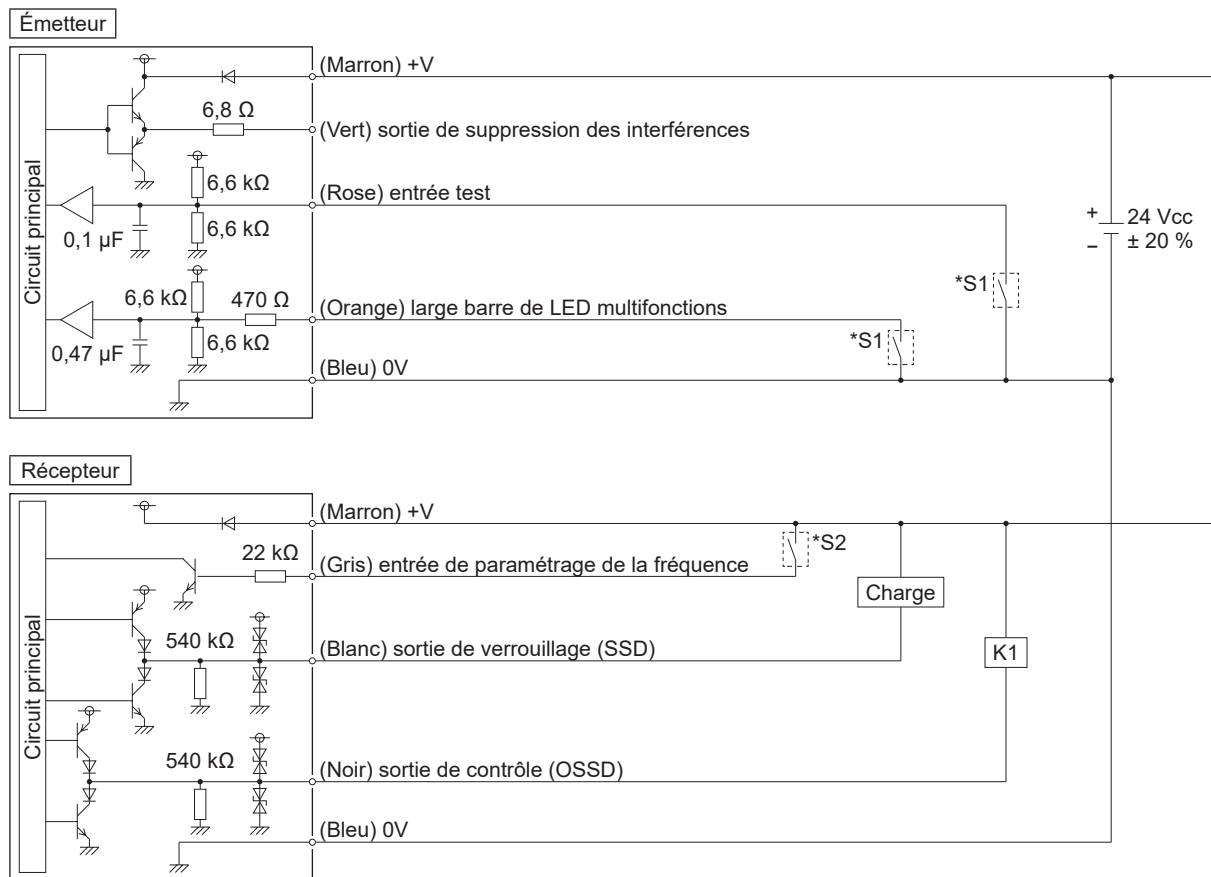 Émetteur
Circuit principal
(Marron) +V
6,8 Ω
(Vert) sortie de suppression des interférences
6,6 kΩ
(Rose) entrée test
0,1 µF
6,6 kΩ
+
24 Vcc
−
± 20 %
*S1
6,6 kΩ
470 Ω
(Orange) large barre de LED multifonctions
*S1
0,47 µF
6,6 kΩ
(Bleu) 0V
Récepteur
Circuit principal
(Marron) +V
*S2
22 kΩ
(Gris) entrée de paramétrage de la fréquence
Charge
540 kΩ
(Blanc) sortie de verrouillage (SSD)
K1
540 kΩ
(Noir) sortie de contrôle (OSSD)
(Bleu) 0V